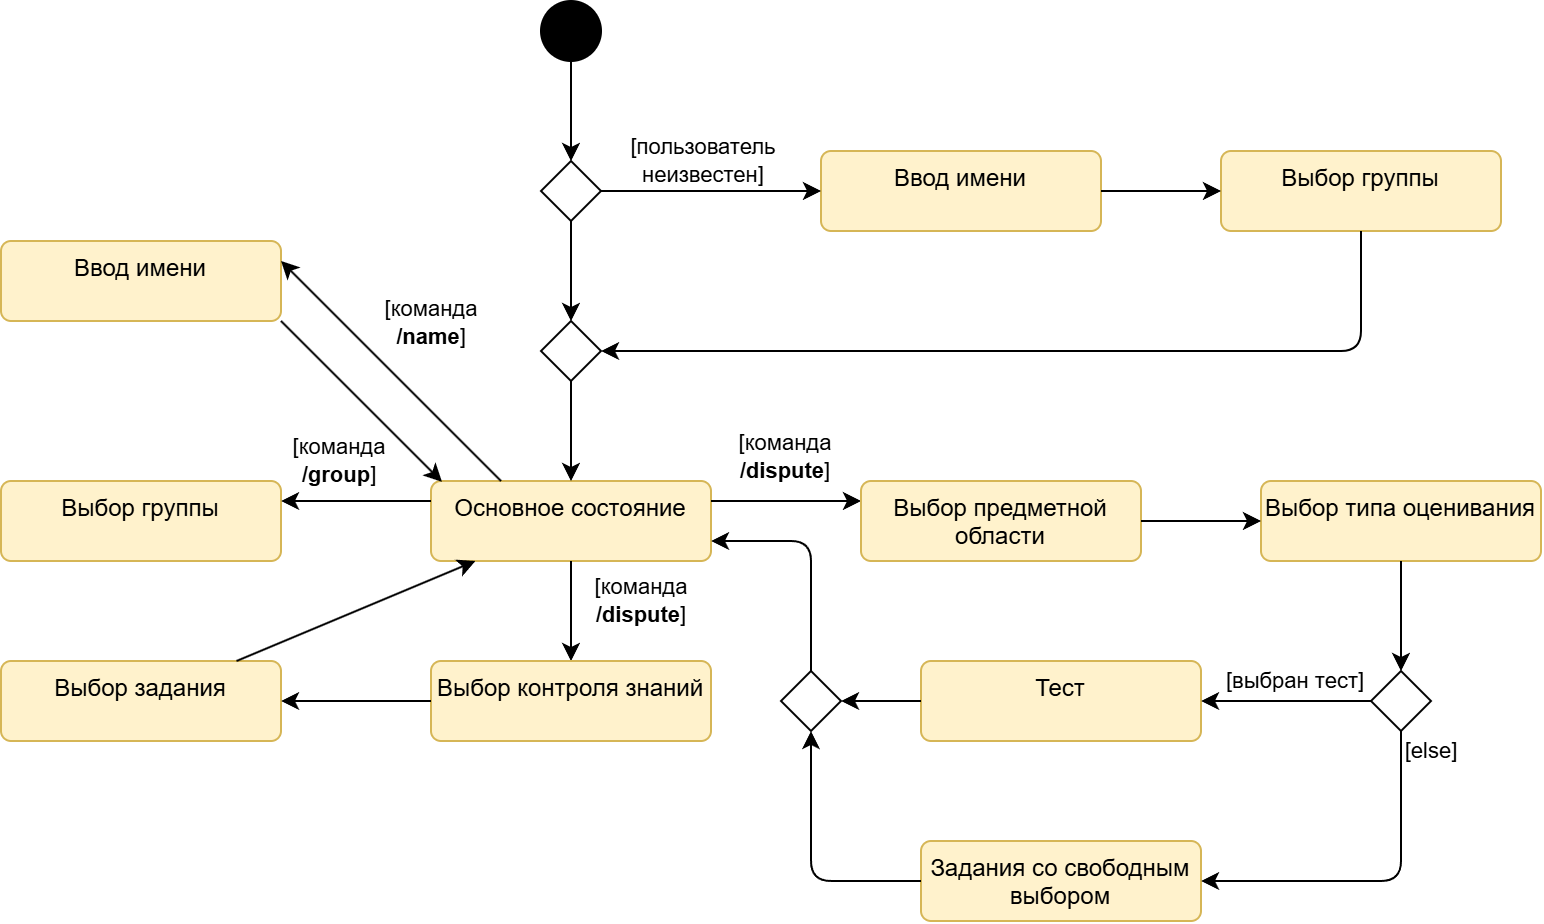 [пользователь
неизвестен]
Ввод имени
Выбор группы
Ввод имени
[команда
/name]
[команда
/group]
[команда
/dispute]
Выбор группы
Основное состояние
Выбор предметной
области
Выбор типа оценивания
[команда
/dispute]
Выбор задания
Выбор контроля знаний
Тест
[выбран тест]
[else]
Задания со свободным
выбором